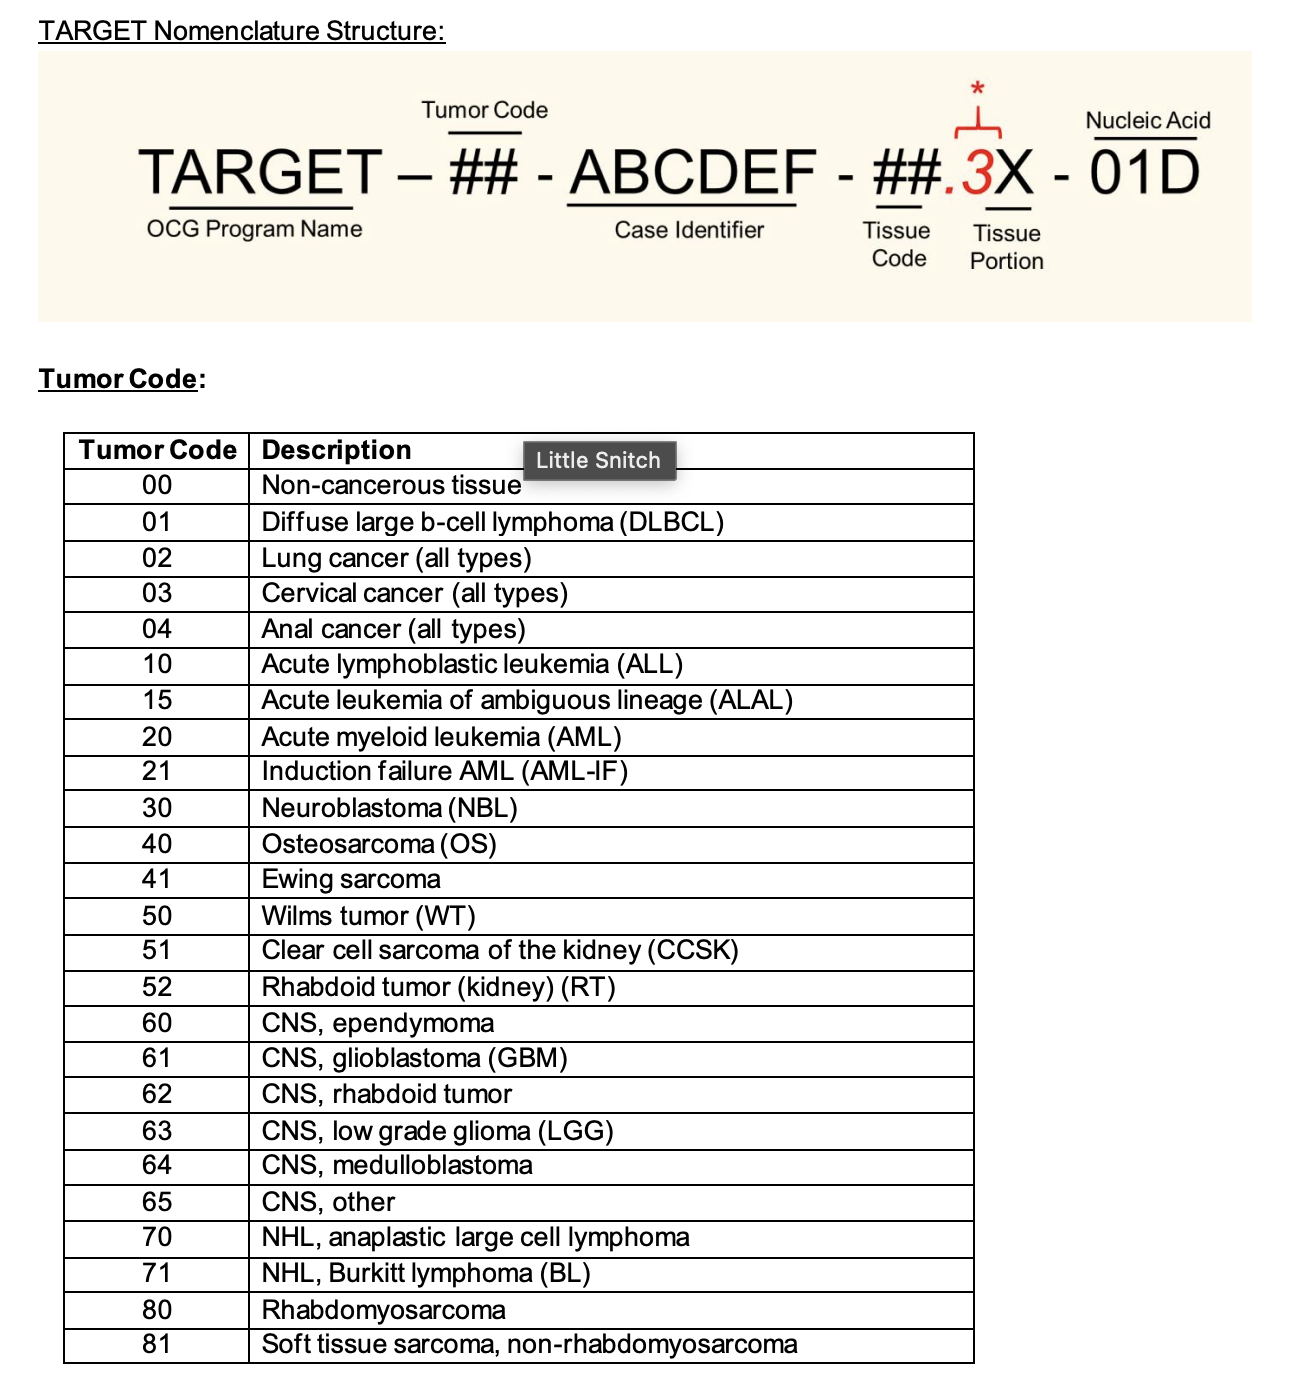 TARGET Nomenclature Structure:
*
Tumor Code
Nucleic Acid
TARGET – ## - ABCDEF - ##.3X - 01D
OCG Program Name
Case Identifier
Tissue
Code
Tissue
Portion
Tumor Code:
Tumor Code Description
Little Snitch
00 Non-cancerous tissue
01 Diffuse large b-cell lymphoma (DLBCL)
02 Lung cancer (all types)
03 Cervical cancer (all types)
04 Anal cancer (all types)
10 Acute lymphoblastic leukemia (ALL)
15 Acute leukemia of ambiguous lineage (ALAL)
20 Acute myeloid leukemia (AML)
21 Induction failure AML (AML-IF)
30 Neuroblastoma (NBL)
40 Osteosarcoma (OS)
41 Ewing sarcoma
50 Wilms tumor (WT)
51 Clear cell sarcoma of the kidney (CCSK)
52 Rhabdoid tumor (kidney) (RT)
60 CNS, ependymoma
61 CNS, glioblastoma (GBM)
62 CNS, rhabdoid tumor
63 CNS, low grade glioma (LGG)
64 CNS, medulloblastoma
65 CNS, other
70 NHL, anaplastic large cell lymphoma
71 NHL, Burkitt lymphoma (BL)
80 Rhabdomyosarcoma
81 Soft tissue sarcoma, non-rhabdomyosarcoma